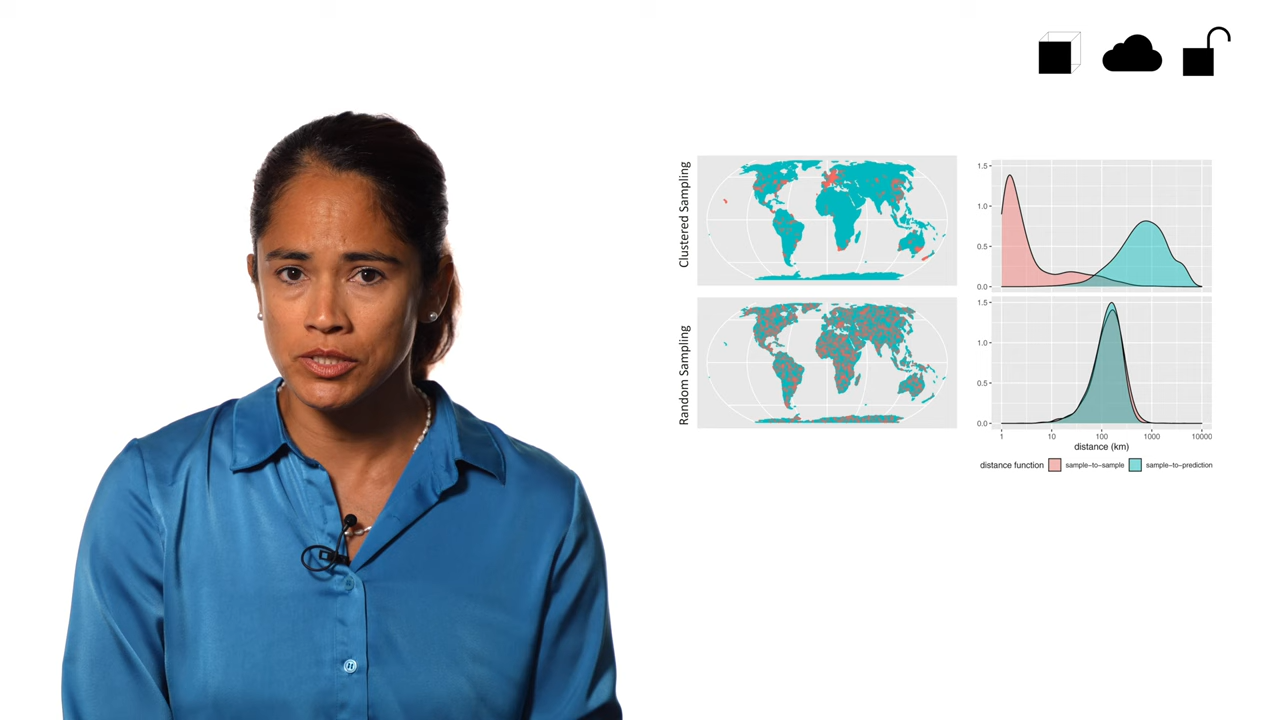 Clustered Sampling
1.5
1.0
0.5
0.0
Random Sampling
1.5
1.0
0.5
0.0
1 10 100 1000 10000
distance (km)
distance function sample-to-sample sample-to-prediction